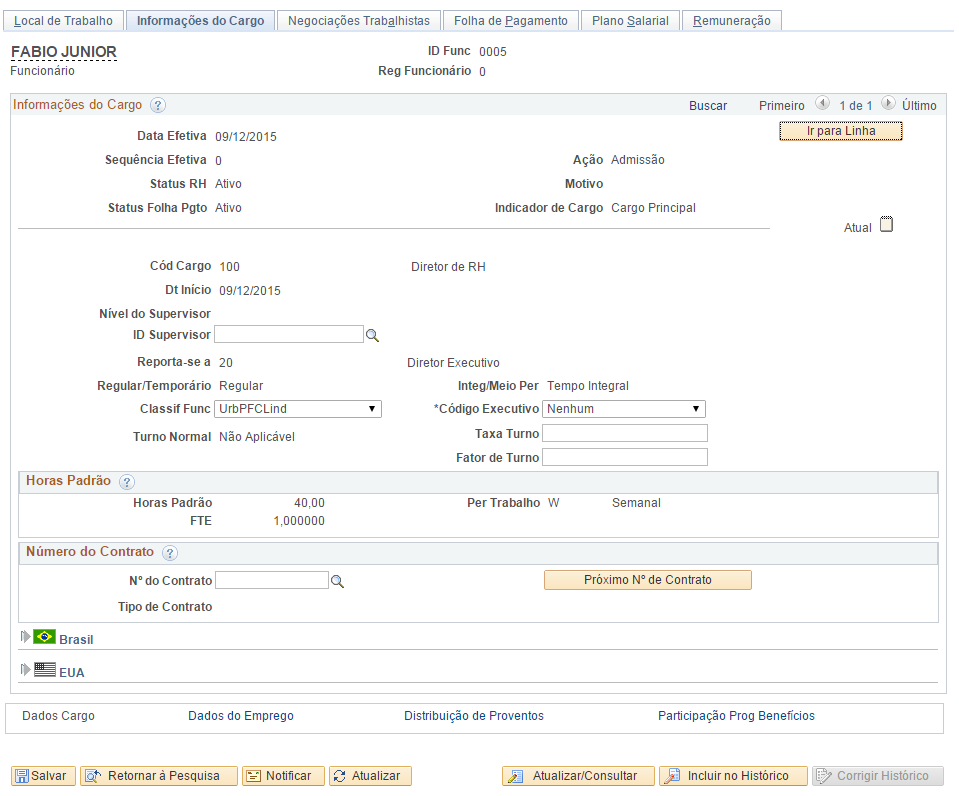 Local de Trabalho Informações do Cargo Negociações Trabalhistas Folha de Pagamento Plano Salarial Remuneração
FABIO JUNIOR ID Func 0005
Funcionário Reg Funcionário 0
Informações do Cargo ? Buscar Primeiro 1 de 1 Último
Data Efetiva 09/12/2015 Ir para Linha
Sequência Efetiva 0 Ação Admissão
Status RH Ativo Motivo
Status Folha Pgto Ativo Indicador de Cargo Cargo Principal
Atual
Cód Cargo 100 Diretor de RH
Dt Início 09/12/2015
Nível do Supervisor
ID Supervisor
Reporta-se a 20 Diretor Executivo
Regular/Temporário Regular Integ/Meio Per Tempo Integral
Classif Func UrbPFCLind *Código Executivo Nenhum
Turno Normal Não Aplicável Taxa Turno
Fator de Turno
Horas Padrão ?
Horas Padrão 40,00 Per Trabalho W Semanal
FTE 1,000000
Número do Contrato ?
Nº do Contrato Próximo Nº de Contrato
Tipo de Contrato
Brasil
EUA
Dados Cargo Dados do Emprego Distribuição de Proventos Participação Prog Benefícios
Salvar Retornar à Pesquisa Notificar Atualizar Atualizar/Consultar Incluir no Histórico Corrigir Histórico